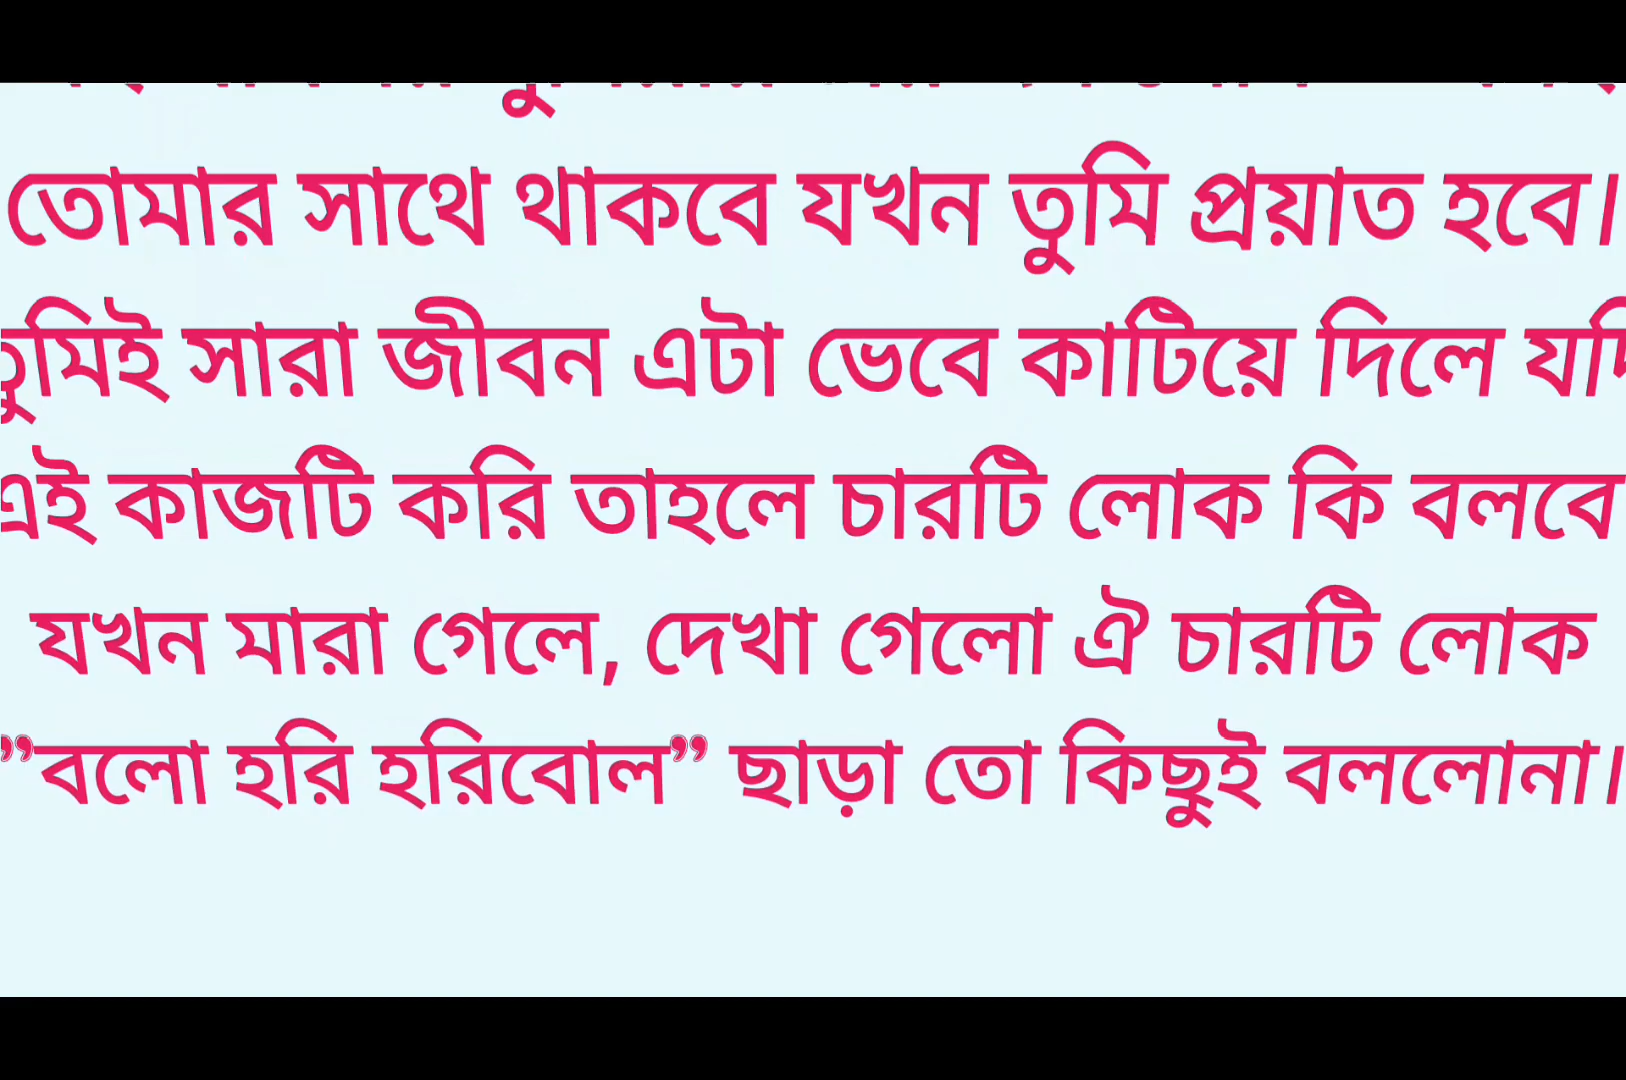 তোমার সাথে থাকবে যখন তুমি প্রয়াত হবে।
তুমিই সারা জীবন এটা ভেবে কাটিয়ে দিলে যদি
এই কাজটি করি তাহলে চারটি লোক কি বলবে
যখন মারা গেলে, দেখা গেলো ঐ চারটি লোক
”বলো হরি হরিবোল” ছাড়া তো কিছুই বললোনা।